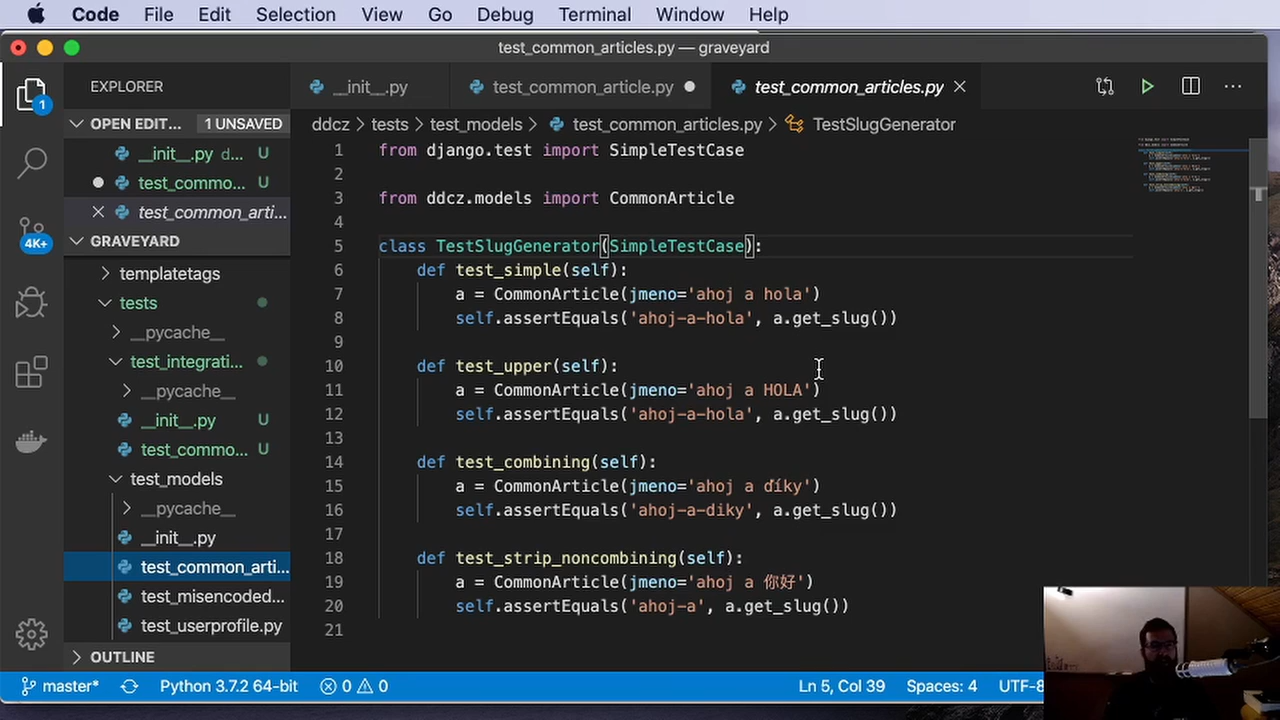 Code File Edit Selection View Go Debug Terminal Window Help
test_common_articles.py — graveyard
EXPLORER
__init__.py
test_common_article.py
test_common_articles.py
OPEN EDIT... 1 UNSAVED
ddcz > tests > test_models > test_common_articles.py > TestSlugGenerator
__init__.py d... U
test_commo... U
test_common_arti...
1
4K+
GRAVEYARD
templatetags
tests
__pycache__
test_integrati...
__pycache__
__init__.py U
test_commo... U
test_models
__pycache__
__init__.py
test_common_arti...
test_misencoded...
test_userprofile.py
OUTLINE
1 from django.test import SimpleTestCase
2
3 from ddcz.models import CommonArticle
4
5 class TestSlugGenerator(SimpleTestCase):
6 def test_simple(self):
7 a = CommonArticle(jmeno='ahoj a hola')
8 self.assertEquals('ahoj-a-hola', a.get_slug())
9
10 def test_upper(self):
11 a = CommonArticle(jmeno='ahoj a HOLA')
12 self.assertEquals('ahoj-a-hola', a.get_slug())
13
14 def test_combining(self):
15 a = CommonArticle(jmeno='ahoj a ďíky')
16 self.assertEquals('ahoj-a-diky', a.get_slug())
17
18 def test_strip_noncombining(self):
19 a = CommonArticle(jmeno='ahoj a 你好')
20 self.assertEquals('ahoj-a', a.get_slug())
21
master* Python 3.7.2 64-bit 0 0 Ln 5, Col 39 Spaces: 4 UTF-8